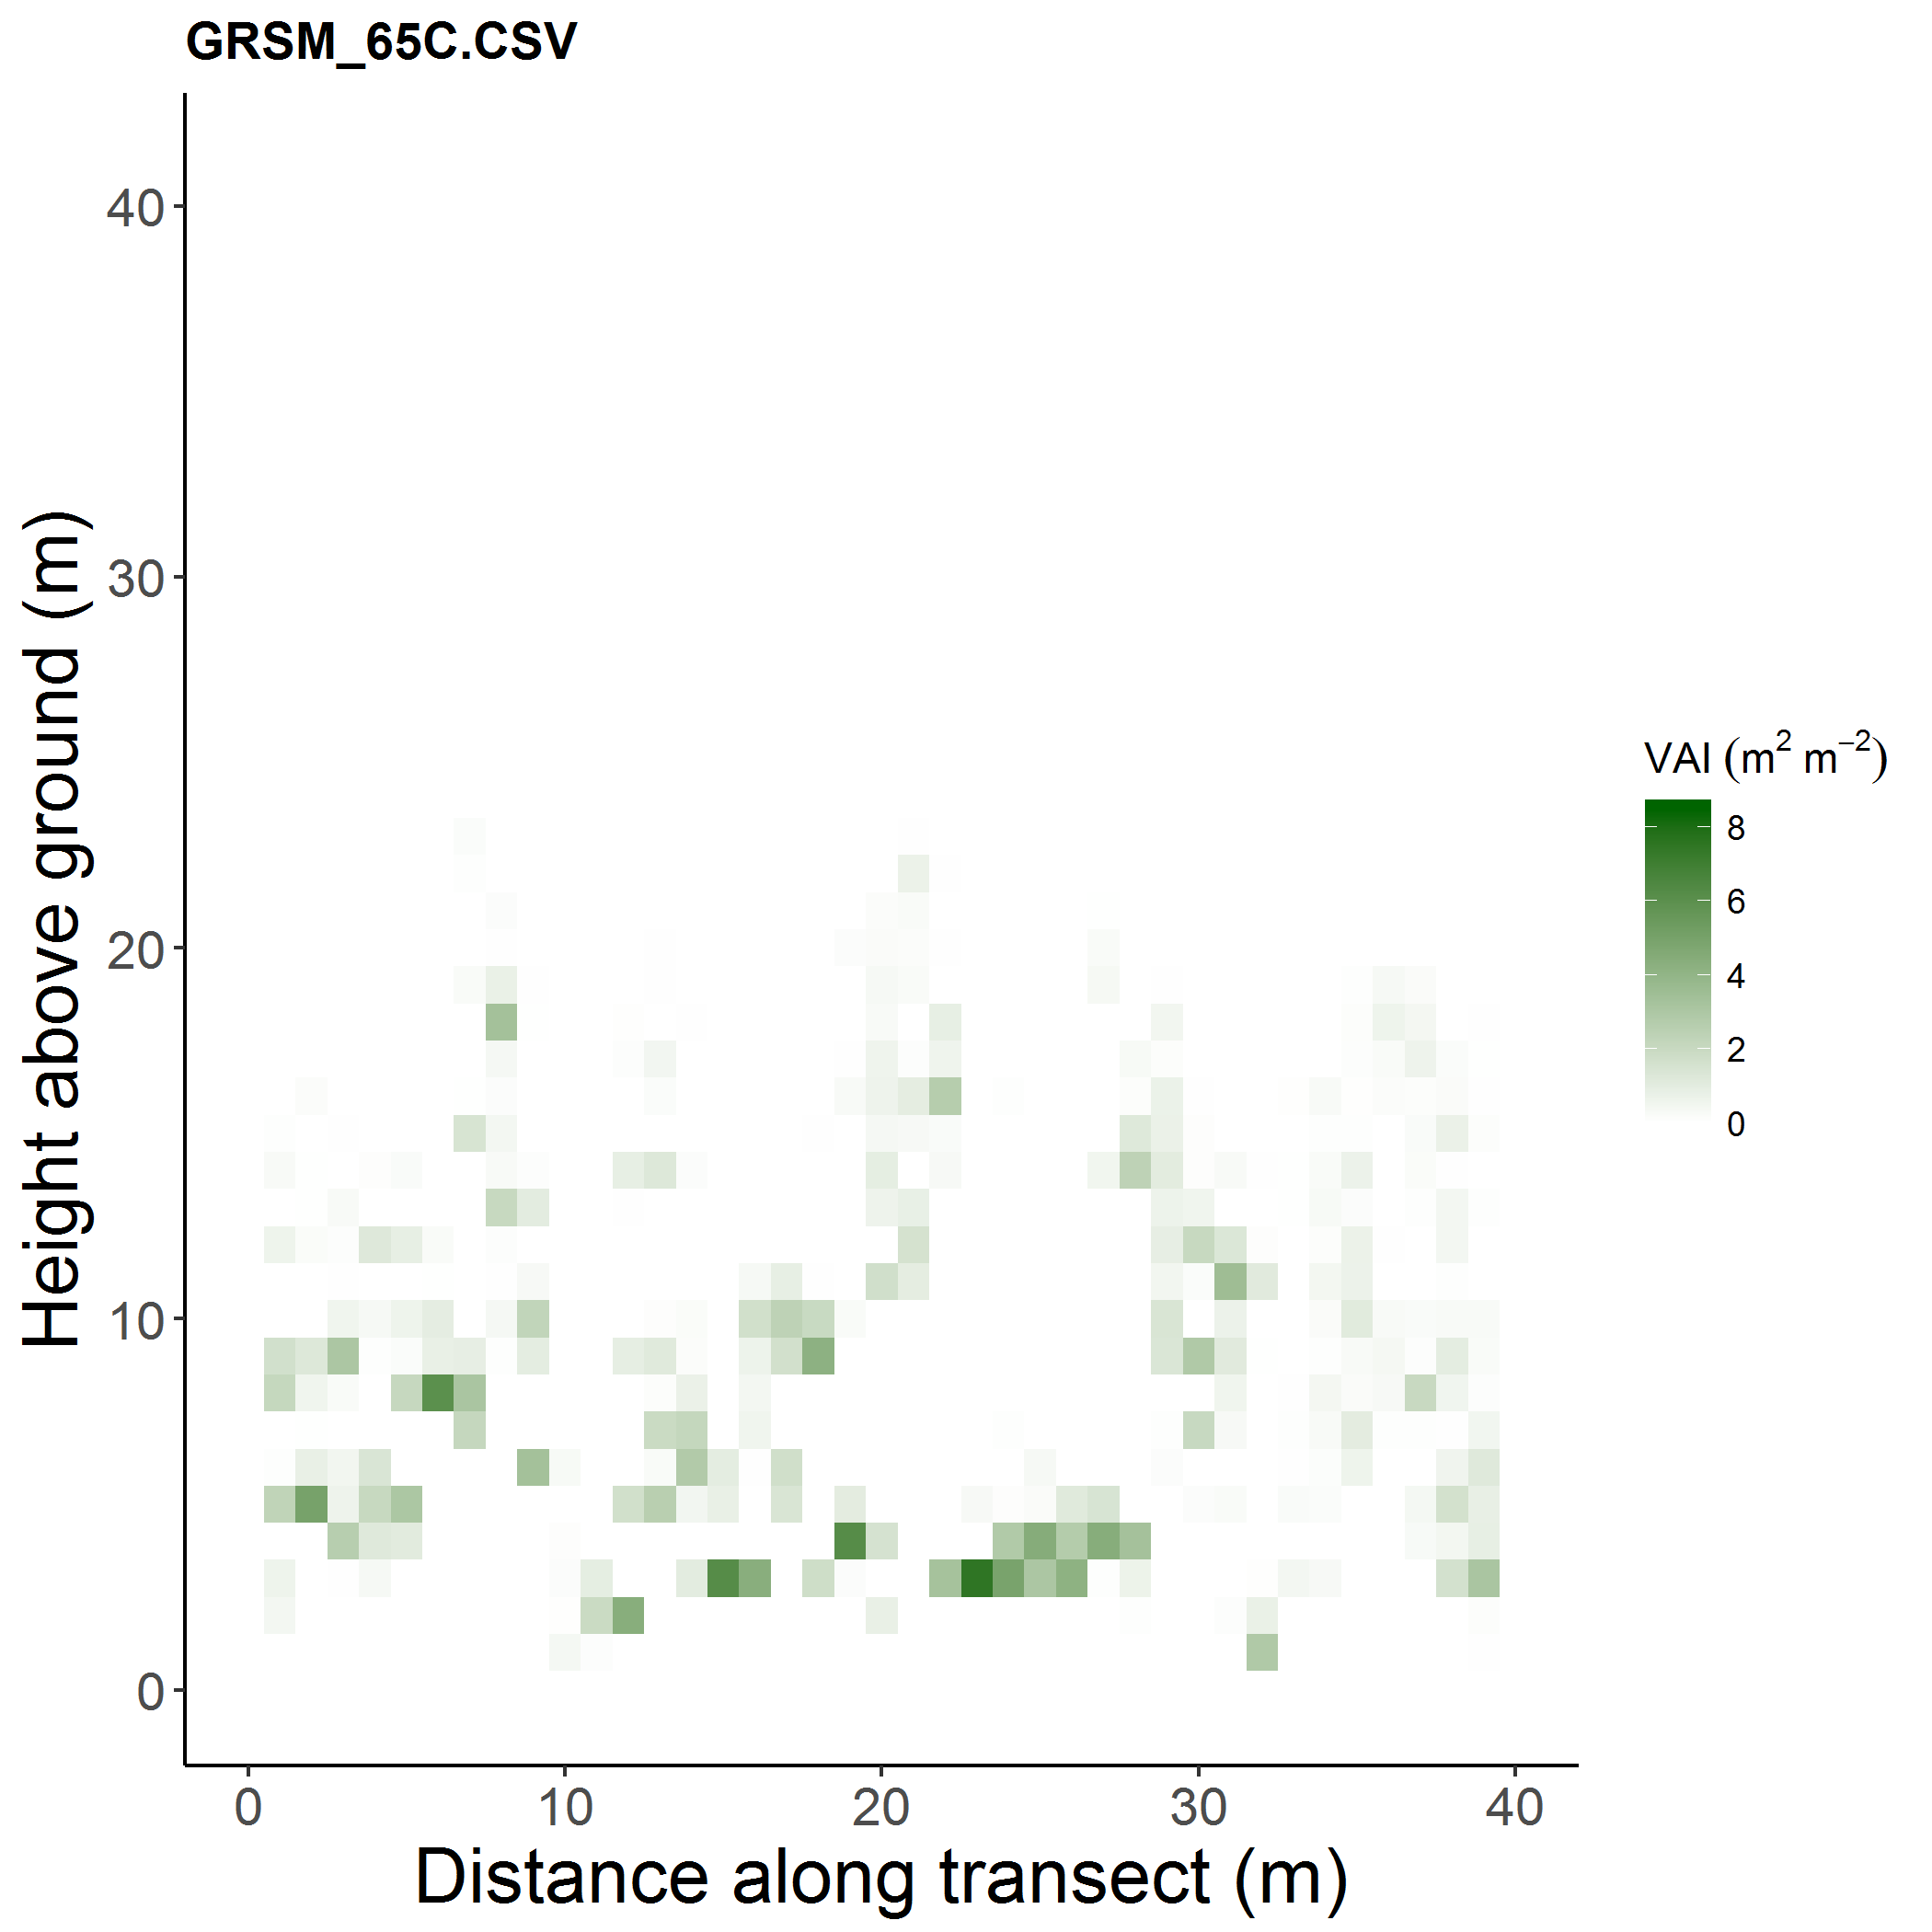 GRSM_65C.CSV
Height above ground (m)
40
30
20
10
0
0 10 20 30 40
Distance along transect (m)
VAI (m² m⁻²)
8
6
4
2
0